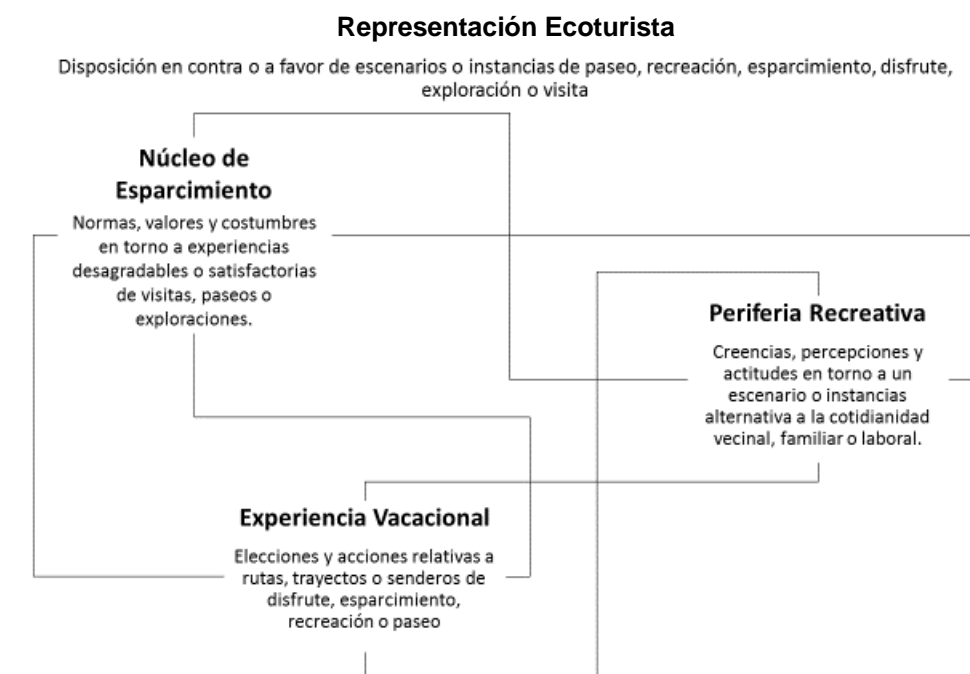 Representación Ecoturista
Disposición en contra o a favor de escenarios o instancias de paseo, recreación, esparcimiento, disfrute,
exploración o visita
Núcleo de
Esparcimiento
Normas, valores y costumbres
en torno a experiencias
desagradables o satisfactorias
de visitas, paseos o
exploraciones.
Periferia Recreativa
Creencias, percepciones y
actitudes en torno a un
escenario o instancias
alternativa a la cotidianidad
vecinal, familiar o laboral.
Experiencia Vacacional
Elecciones y acciones relativas a
rutas, trayectos o senderos de
disfrute, esparcimiento,
recreación o paseo